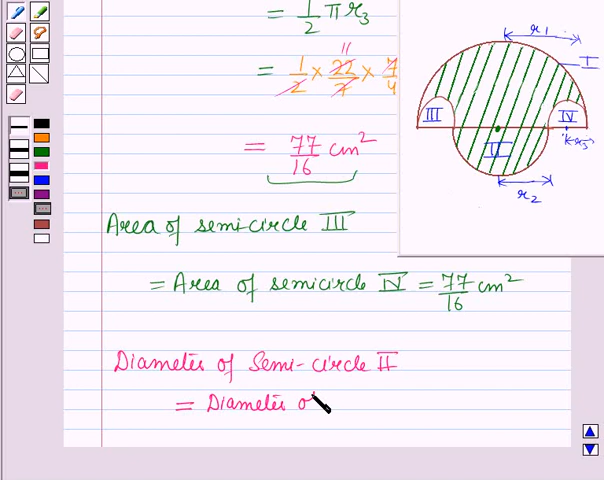 = 1/2 π r3
= 1/2 × 22/7 × 7/4
11
= 77/16 cm²
Area of semicircle III
= Area of semicircle IV = 77/16 cm²
Diameter of Semi-circle II
= Diameter o
r1
I
III
IV
II
r3
r2